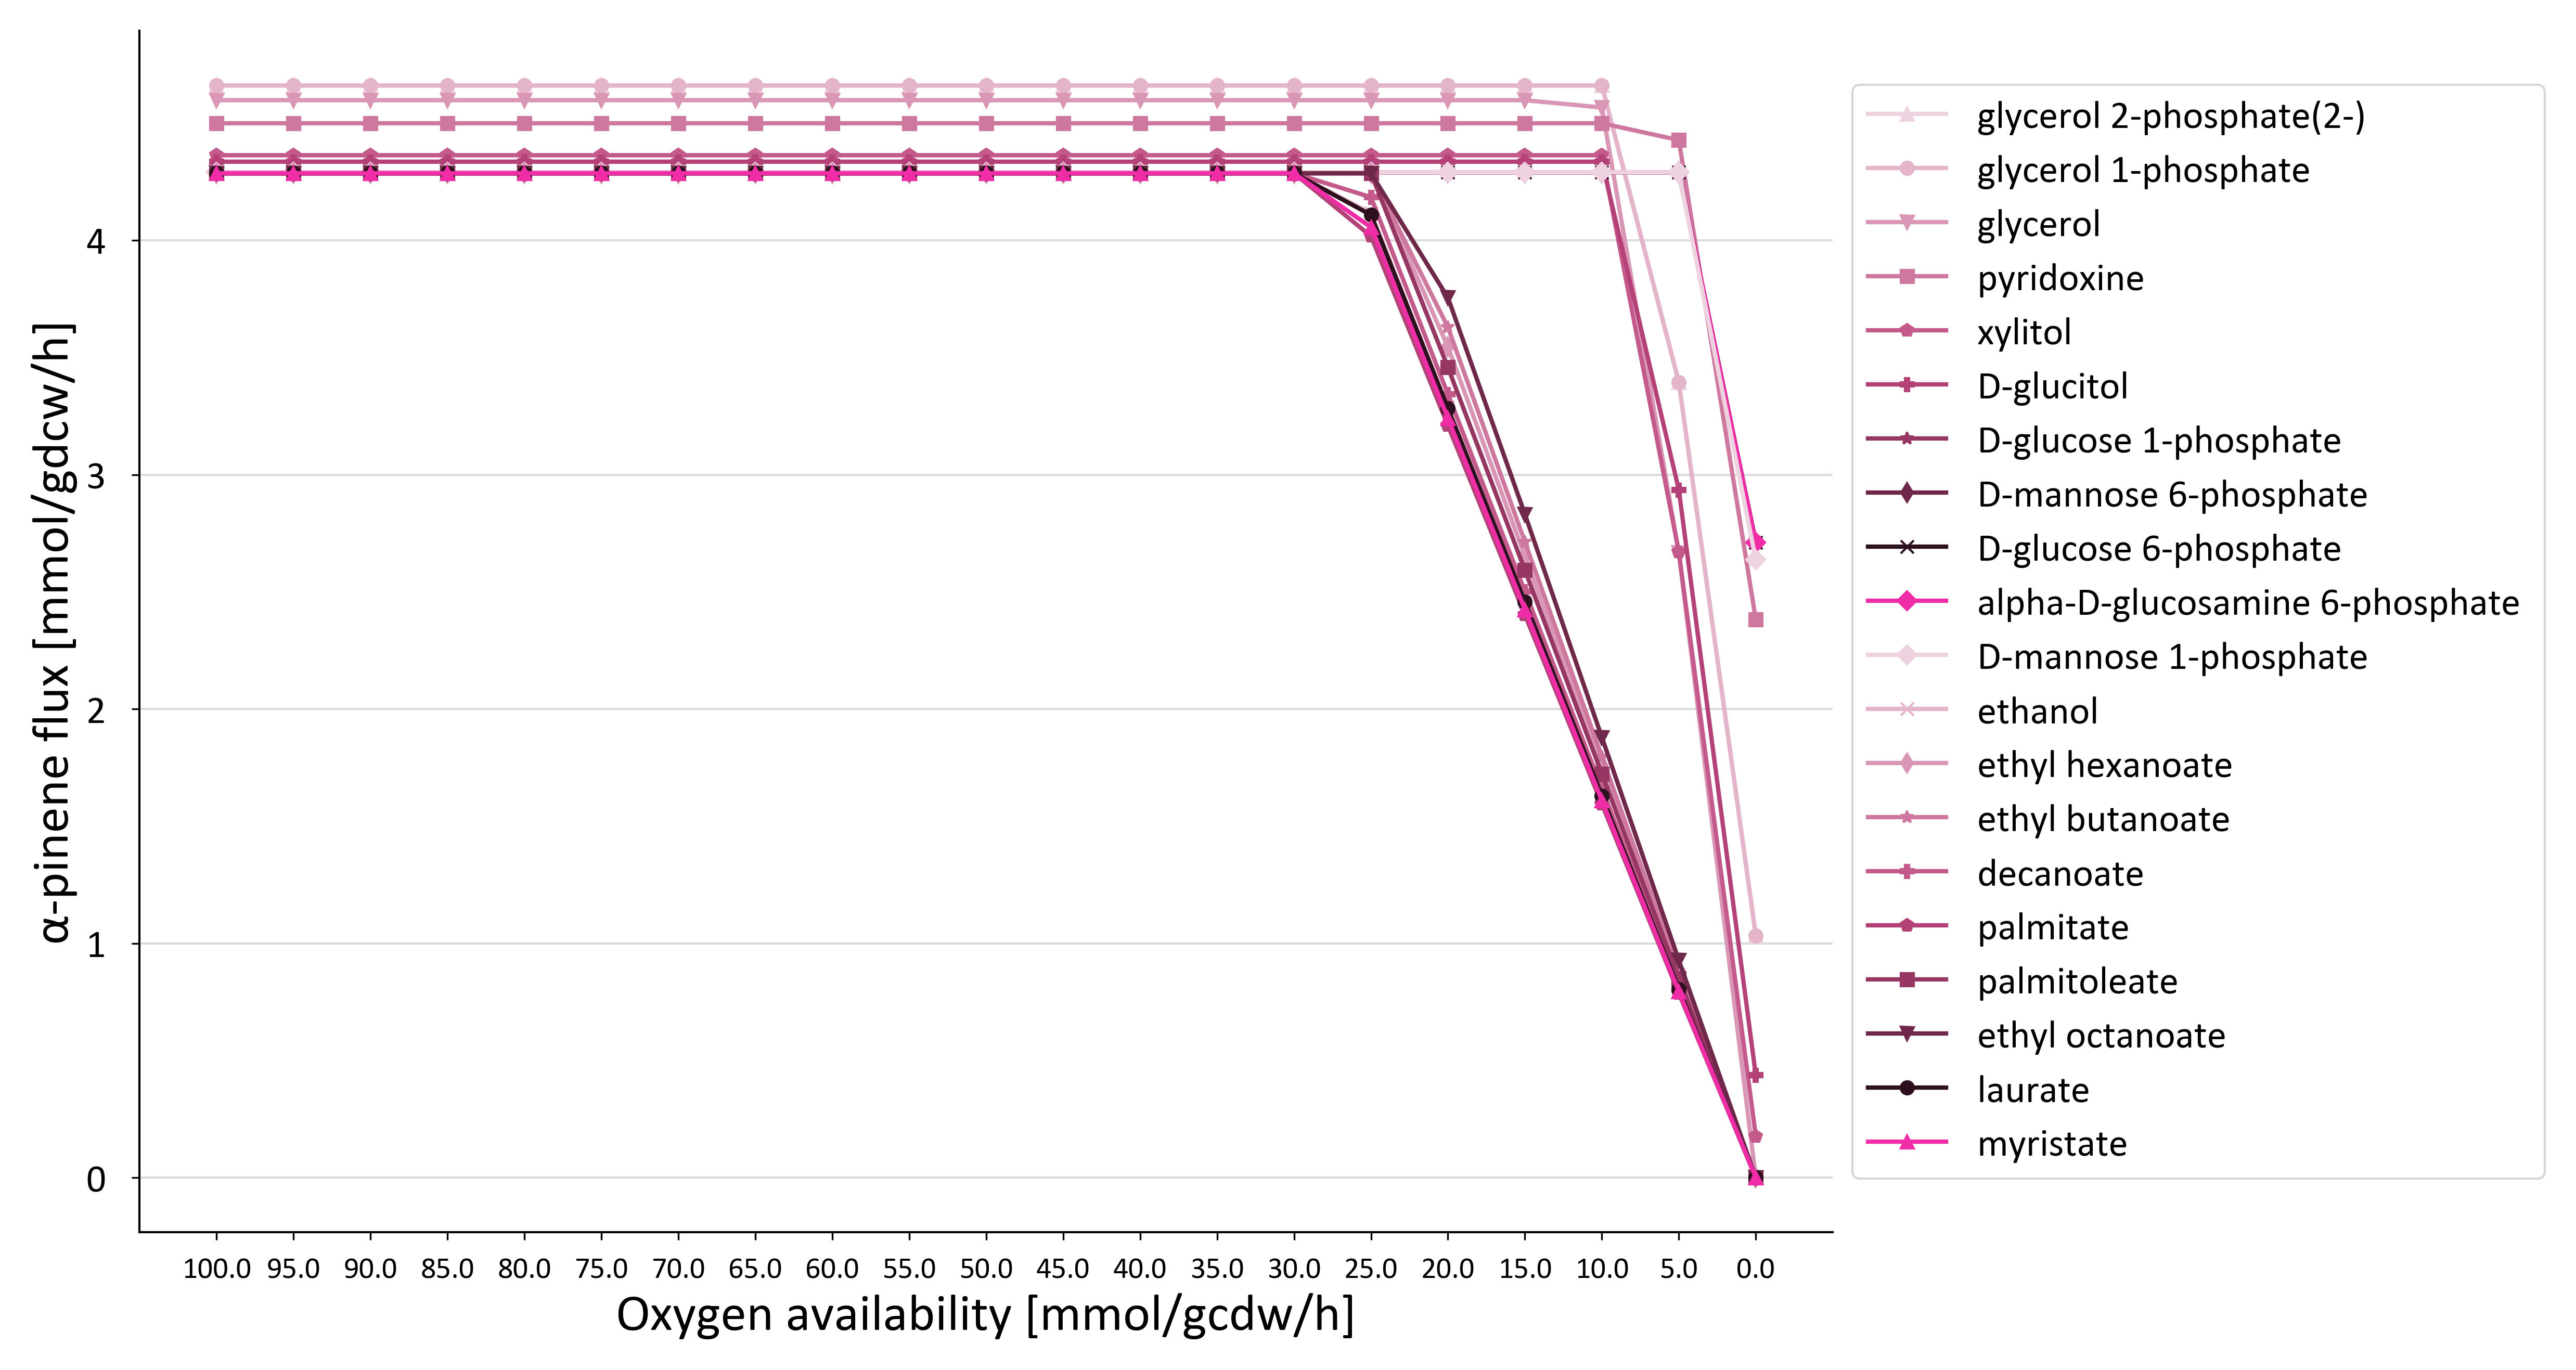 α-pinene flux [mmol/gdcw/h]
4
3
2
1
0
100.0 95.0 90.0 85.0 80.0 75.0 70.0 65.0 60.0 55.0 50.0 45.0 40.0 35.0 30.0 25.0 20.0 15.0 10.0 5.0 0.0
Oxygen availability [mmol/gcdw/h]
glycerol 2-phosphate(2-)
glycerol 1-phosphate
glycerol
pyridoxine
xylitol
D-glucitol
D-glucose 1-phosphate
D-mannose 6-phosphate
D-glucose 6-phosphate
alpha-D-glucosamine 6-phosphate
D-mannose 1-phosphate
ethanol
ethyl hexanoate
ethyl butanoate
decanoate
palmitate
palmitoleate
ethyl octanoate
laurate
myristate